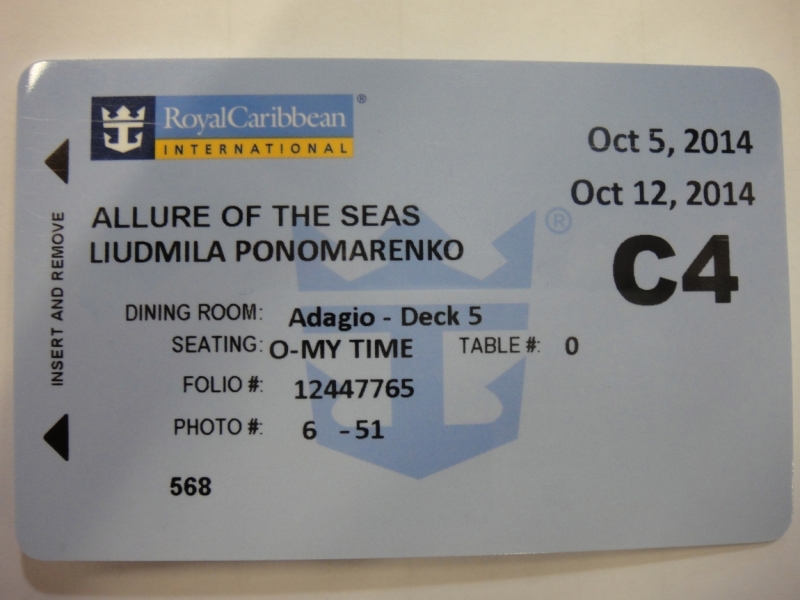 RoyalCaribbean®
INTERNATIONAL
Oct 5, 2014
Oct 12, 2014
ALLURE OF THE SEAS
®
LIUDMILA PONOMARENKO
C4
INSERT AND REMOVE
DINING ROOM: Adagio - Deck 5
SEATING: O-MY TIME TABLE #: 0
FOLIO #: 12447765
PHOTO #: 6 -51
568